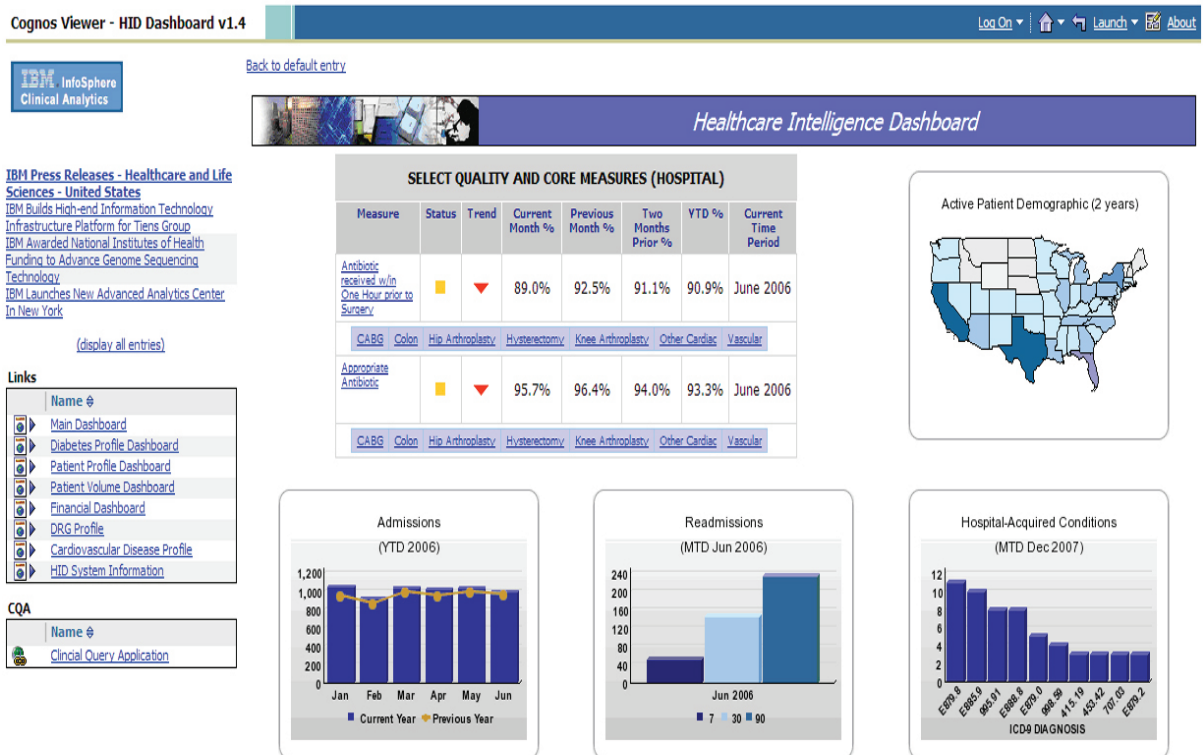 Cognos Viewer - HID Dashboard v1.4
Log On
Launch
About
IBM. InfoSphere
Clinical Analytics
Back to default entry
Healthcare Intelligence Dashboard
IBM Press Releases - Healthcare and Life
Sciences - United States
IBM Builds High-end Information Technology
Infrastructure Platform for Tiens Group
IBM Awarded National Institutes of Health
Funding to Advance Genome Sequencing
Technology
IBM Launches New Advanced Analytics Center
In New York
(display all entries)
Links
Name
Main Dashboard
Diabetes Profile Dashboard
Patient Profile Dashboard
Patient Volume Dashboard
Financial Dashboard
DRG Profile
Cardiovascular Disease Profile
HID System Information
CQA
Name
Clincial Query Application
SELECT QUALITY AND CORE MEASURES (HOSPITAL)
Measure Status Trend Current Month % Previous Month % Two Months Prior % YTD % Current Time Period
Antibiotic
received w/in
One Hour prior to
Surgery
89.0% 92.5% 91.1% 90.9% June 2006
CABG Colon Hip Arthroplasty Hysterectomy Knee Arthroplasty Other Cardiac Vascular
Appropriate
Antibiotic
95.7% 96.4% 94.0% 93.3% June 2006
CABG Colon Hip Arthroplasty Hysterectomy Knee Arthroplasty Other Cardiac Vascular
Active Patient Demographic (2 years)
Admissions
(YTD 2006)
1,200
1,000
800
600
400
200
0
Jan Feb Mar Apr May Jun
Current Year Previous Year
Readmissions
(MTD Jun 2006)
240
200
160
120
80
40
0
Jun 2006
7 30 90
Hospital-Acquired Conditions
(MTD Dec 2007)
12
10
8
6
4
2
0
E879.8 E885.9 995.91 E888.8 E879.0 998.59 415.19 453.42 707.03 E879.2
ICD-9 DIAGNOSIS